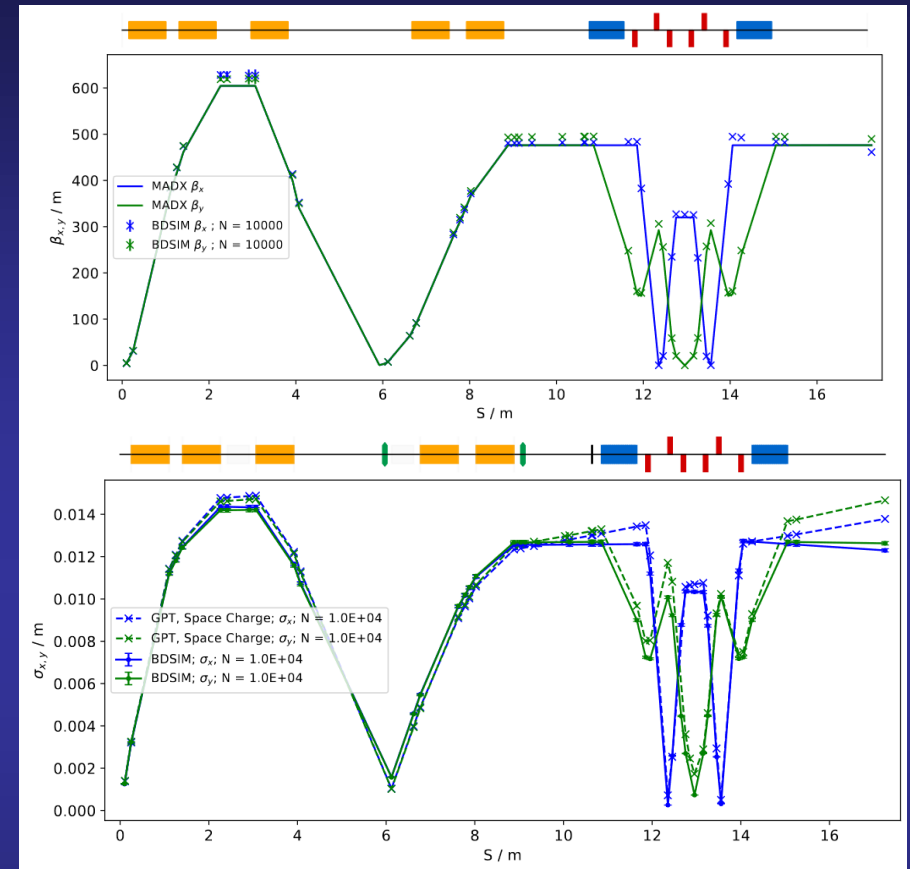 600
500
400
300
200
100
0
β_{x,y} / m
MADX β_x
MADX β_y
BDSIM β_x ; N = 10000
BDSIM β_y ; N = 10000
0 2 4 6 8 10 12 14 16
S / m
0.014
0.012
0.010
0.008
0.006
0.004
0.002
0.000
σ_{x,y} / m
GPT, Space Charge; σ_x; N = 1.0E+04
GPT, Space Charge; σ_y; N = 1.0E+04
BDSIM; σ_x; N = 1.0E+04
BDSIM; σ_y; N = 1.0E+04
0 2 4 6 8 10 12 14 16
S / m